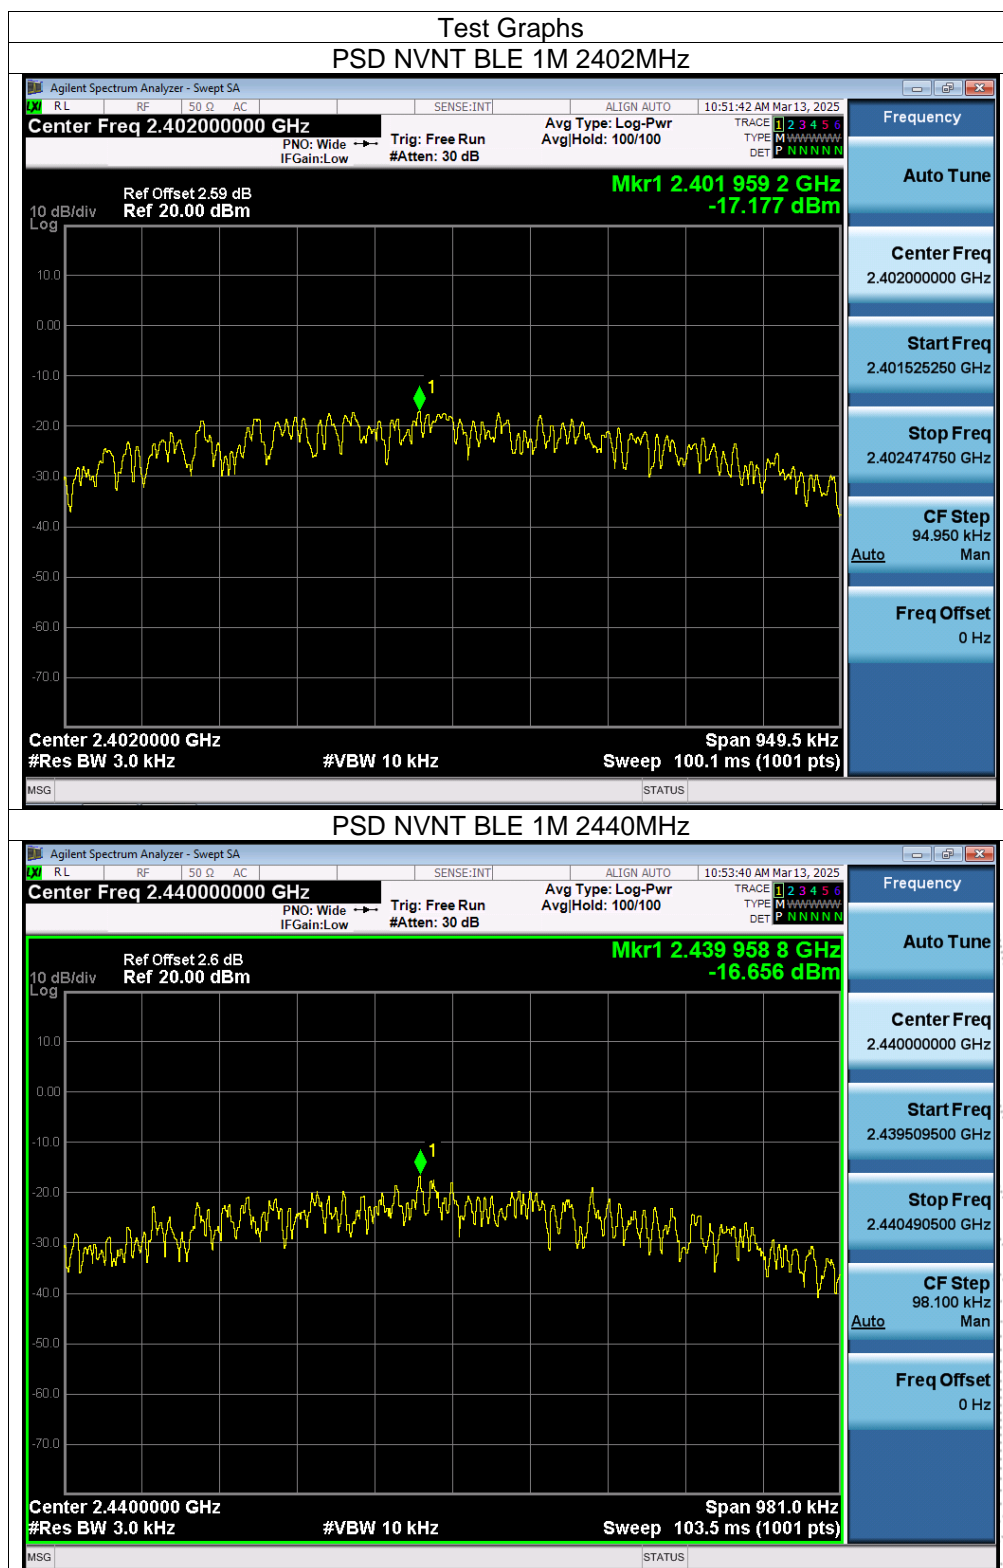 Test Graphs
PSD NVNT BLE 1M 2402MHz
Agilent Spectrum Analyzer - Swept SA
LXI RL RF 50 Ω AC SENSE:INT ALIGN AUTO 10:51:42 AM Mar 13, 2025
Center Freq 2.402000000 GHz
PNO: Wide
IFGain:Low
Trig: Free Run
#Atten: 30 dB
Avg Type: Log-Pwr
Avg|Hold: 100/100
TRACE 1 2 3 4 5 6
TYPE M WWWWW
DET P N N N N N
Mkr1 2.401 959 2 GHz
-17.177 dBm
Ref Offset 2.59 dB
10 dB/div Ref 20.00 dBm
Log
10.0
0.00
-10.0
1
-20.0
-30.0
-40.0
-50.0
-60.0
-70.0
Center 2.4020000 GHz Span 949.5 kHz
#Res BW 3.0 kHz #VBW 10 kHz Sweep 100.1 ms (1001 pts)
MSG STATUS
Frequency
Auto Tune
Center Freq
2.402000000 GHz
Start Freq
2.401525250 GHz
Stop Freq
2.402474750 GHz
CF Step
94.950 kHz
Auto Man
Freq Offset
0 Hz
PSD NVNT BLE 1M 2440MHz
Agilent Spectrum Analyzer - Swept SA
LXI RL RF 50 Ω AC SENSE:INT ALIGN AUTO 10:53:40 AM Mar 13, 2025
Center Freq 2.440000000 GHz
PNO: Wide
IFGain:Low
Trig: Free Run
#Atten: 30 dB
Avg Type: Log-Pwr
Avg|Hold: 100/100
TRACE 1 2 3 4 5 6
TYPE M WWWWW
DET P N N N N N
Mkr1 2.439 958 8 GHz
-16.656 dBm
Ref Offset 2.6 dB
10 dB/div Ref 20.00 dBm
Log
10.0
0.00
-10.0
1
-20.0
-30.0
-40.0
-50.0
-60.0
-70.0
Center 2.4400000 GHz Span 981.0 kHz
#Res BW 3.0 kHz #VBW 10 kHz Sweep 103.5 ms (1001 pts)
MSG STATUS
Frequency
Auto Tune
Center Freq
2.440000000 GHz
Start Freq
2.439509500 GHz
Stop Freq
2.440490500 GHz
CF Step
98.100 kHz
Auto Man
Freq Offset
0 Hz